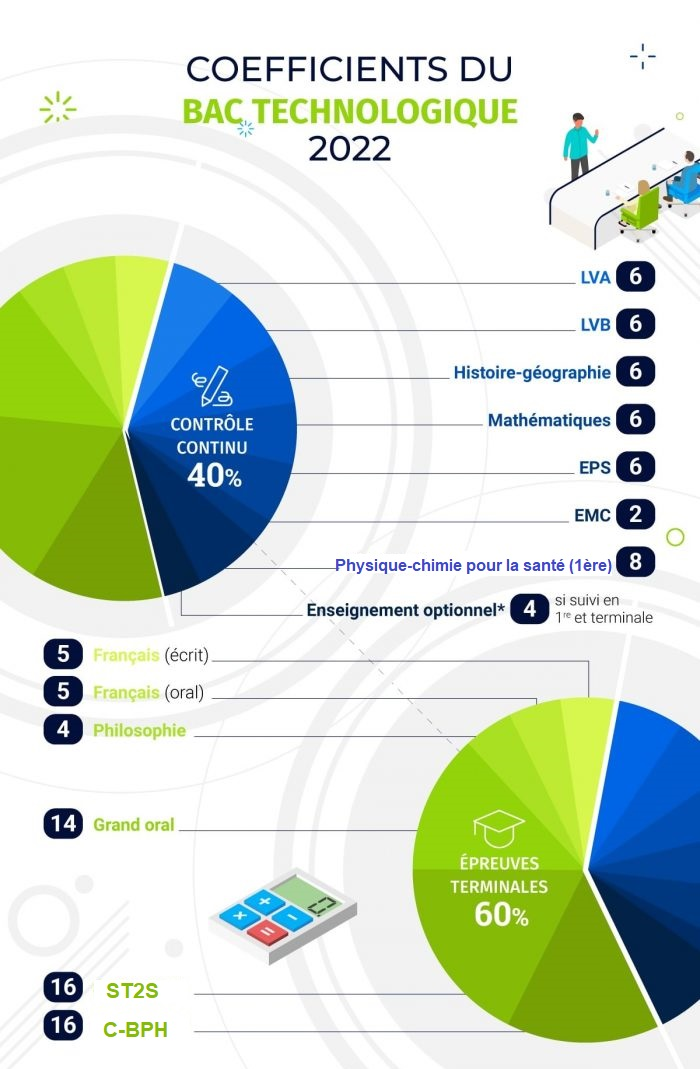 COEFFICIENTS DU
BAC TECHNOLOGIQUE
2022
LVA 6
LVB 6
Histoire-géographie 6
Mathématiques 6
EPS 6
EMC 2
Physique-chimie pour la santé (1ère) 8
Enseignement optionnel* 4 si suivi en
1re et terminale
CONTRÔLE
CONTINU
40%
5 Français (écrit)
5 Français (oral)
4 Philosophie
14 Grand oral
ÉPREUVES
TERMINALES
60%
16 ST2S
16 C-BPH